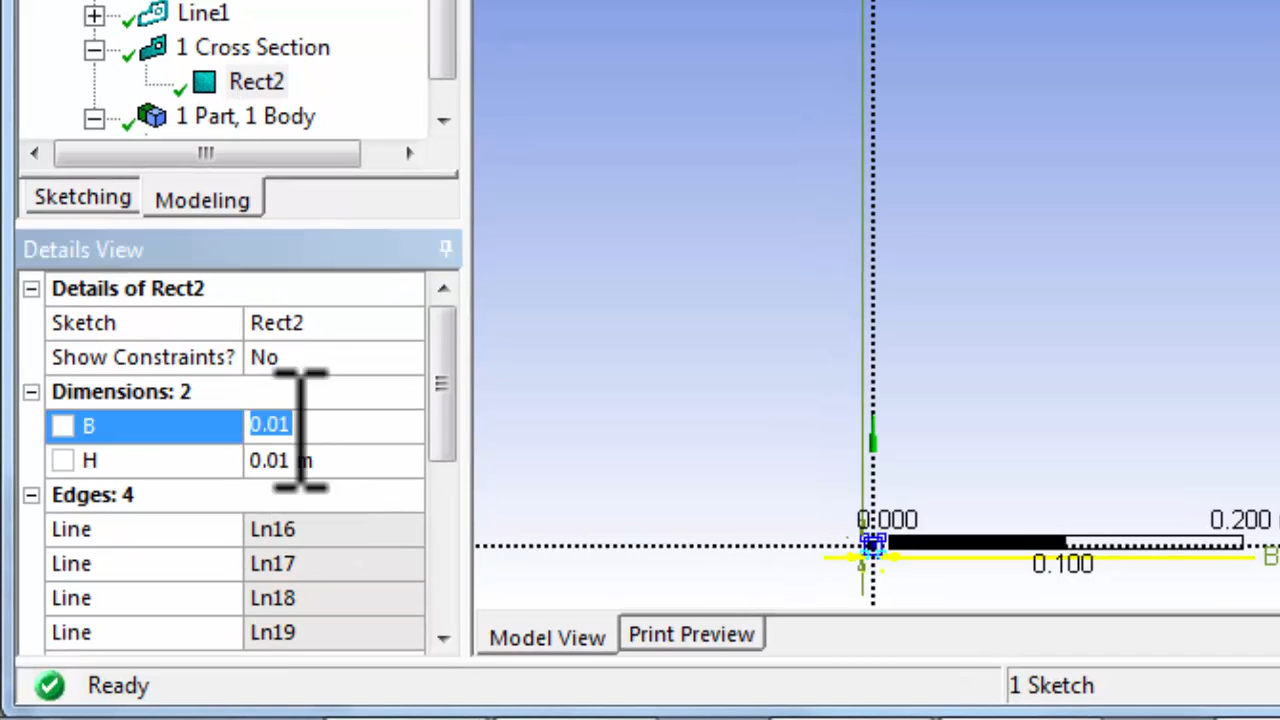 Line1
1 Cross Section
Rect2
1 Part, 1 Body
Sketching
Modeling
Details View
Details of Rect2
Sketch Rect2
Show Constraints? No
Dimensions: 2
B 0.01
H 0.01 m
Edges: 4
Line Ln16
Line Ln17
Line Ln18
Line Ln19
0.000
0.200
0.100
B
Model View
Print Preview
Ready
1 Sketch